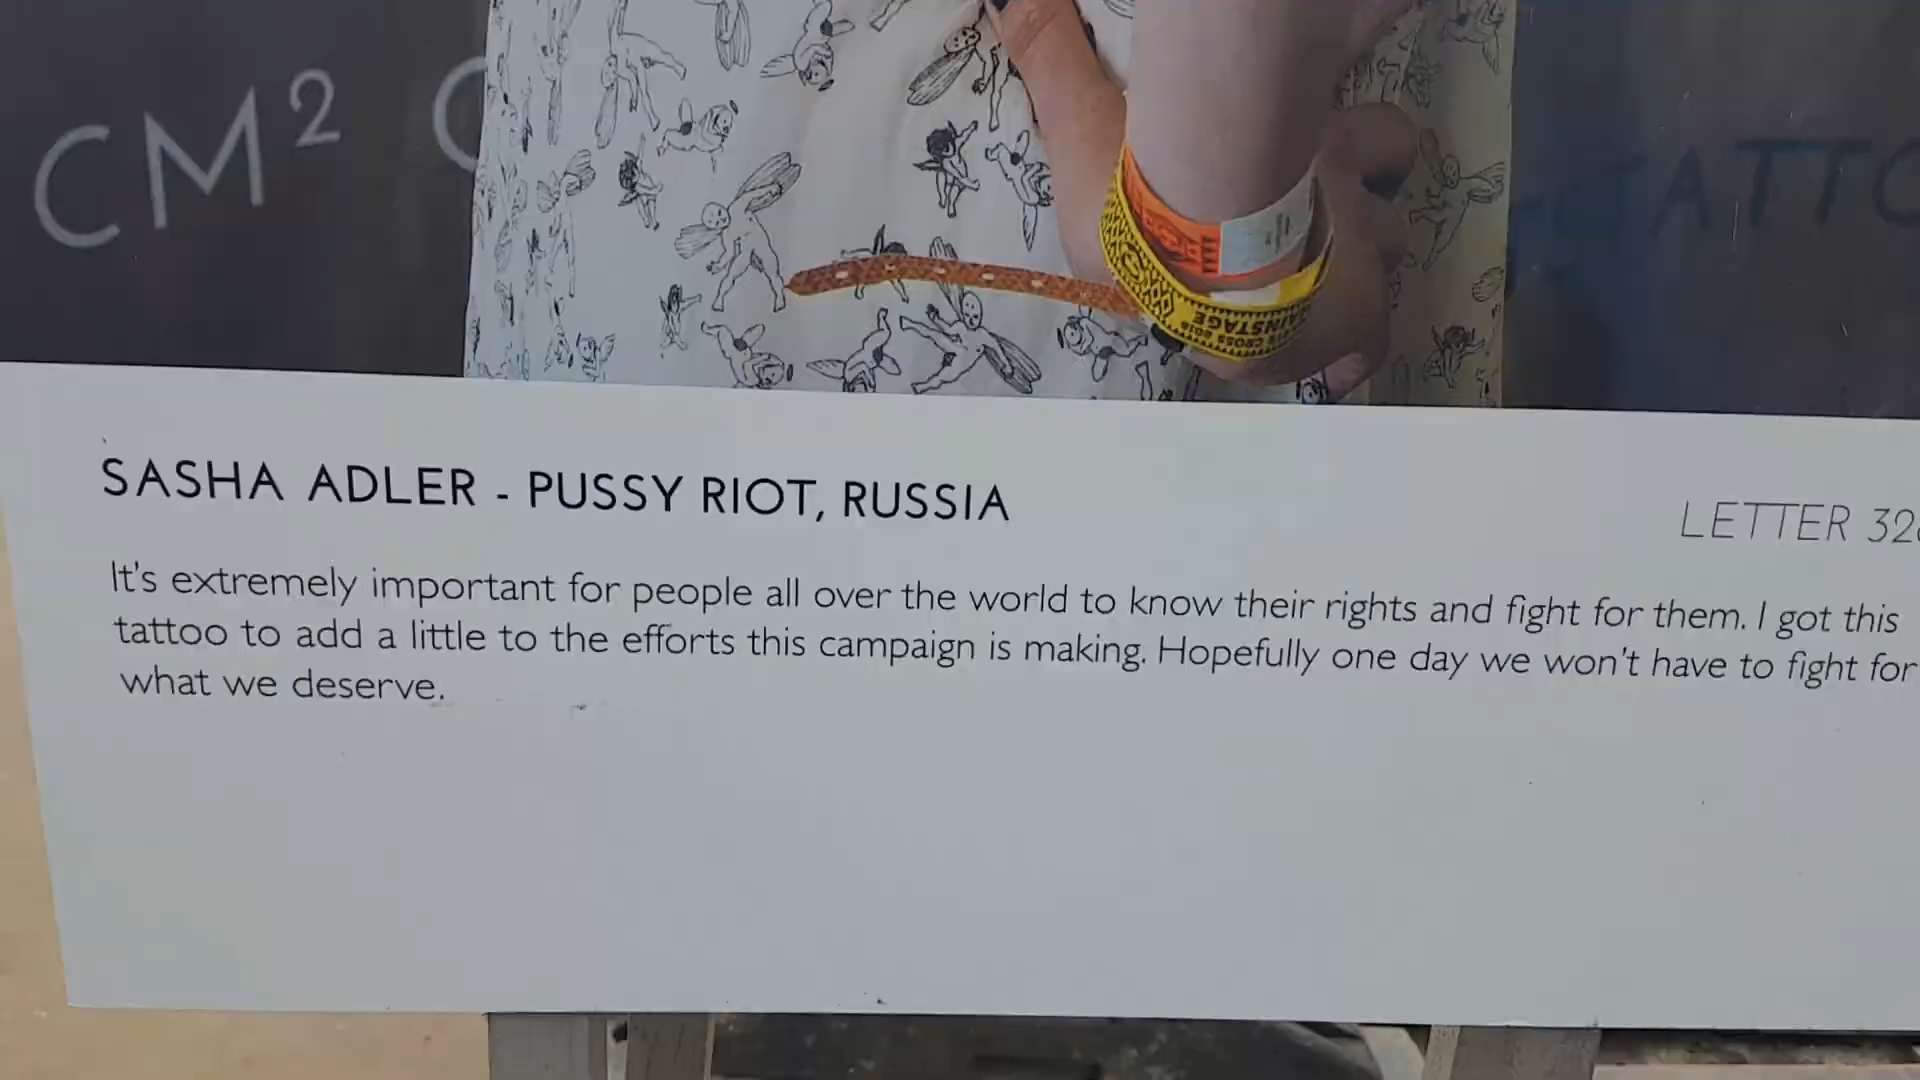 CM²
TATTO
SASHA ADLER - PUSSY RIOT, RUSSIA
LETTER 32
It's extremely important for people all over the world to know their rights and fight for them. I got this
tattoo to add a little to the efforts this campaign is making. Hopefully one day we won't have to fight for
what we deserve.